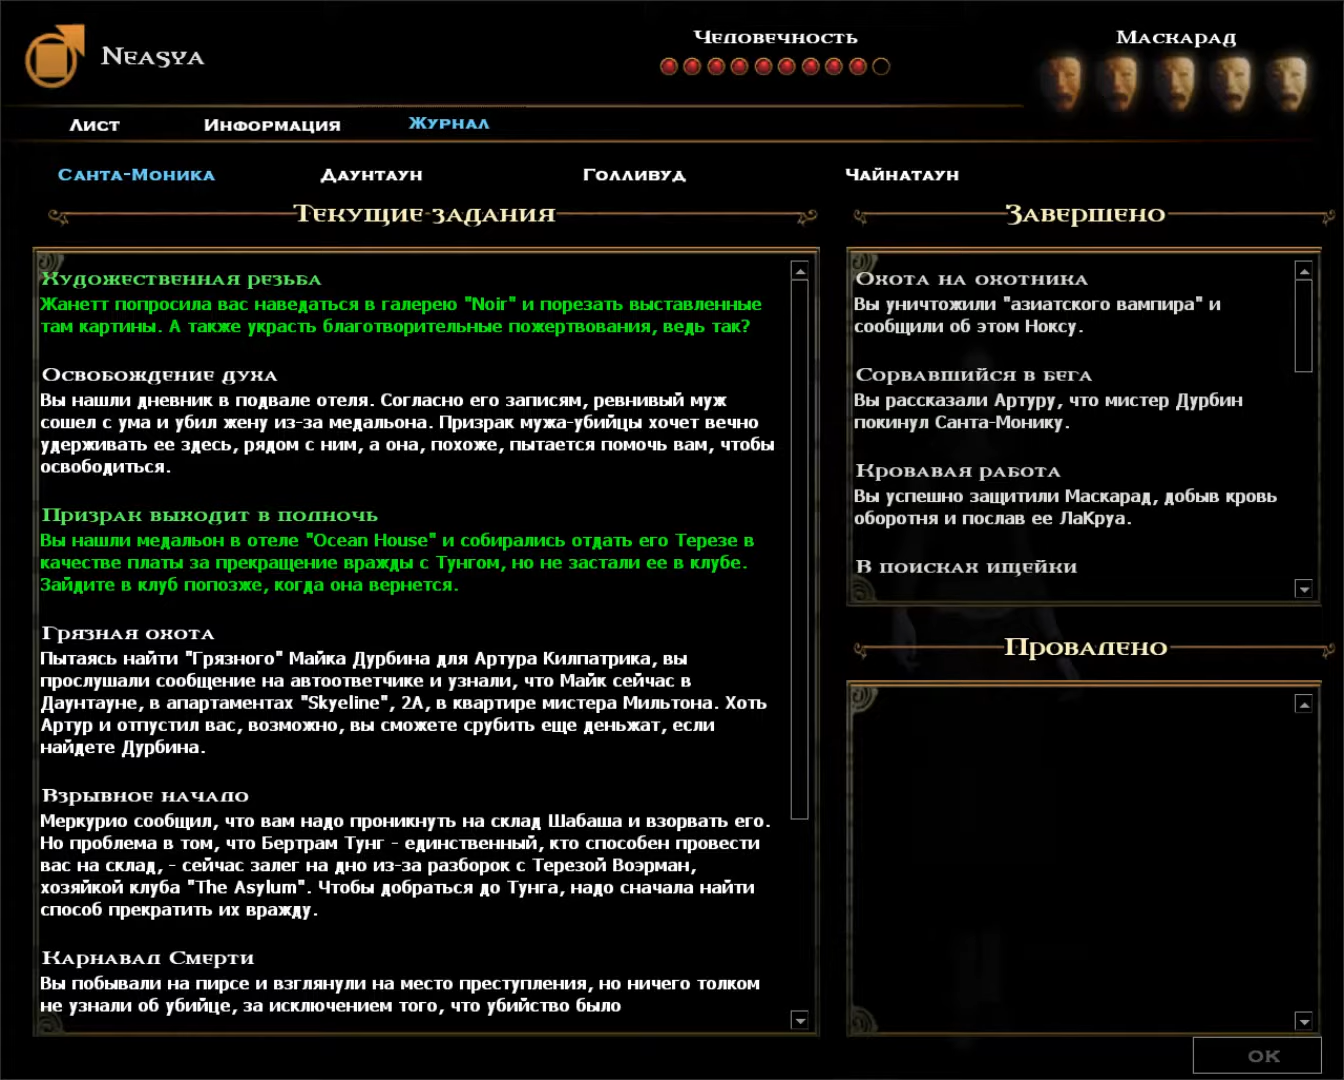 Neasya
Человечность
Маскарад
Лист
Информация
Журнал
Санта-Моника
Даунтаун
Голливуд
Чайнатаун
Текущие задания
Художественная резьба
Жанетт попросила вас наведаться в галерею "Noir" и порезать выставленные
там картины. А также украсть благотворительные пожертвования, ведь так?
Освобождение духа
Вы нашли дневник в подвале отеля. Согласно его записям, ревнивый муж
сошел с ума и убил жену из-за медальона. Призрак мужа-убийцы хочет вечно
удерживать ее здесь, рядом с ним, а она, похоже, пытается помочь вам, чтобы
освободиться.
Призрак выходит в полночь
Вы нашли медальон в отеле "Ocean House" и собирались отдать его Терезе в
качестве платы за прекращение вражды с Тунгом, но не застали ее в клубе.
Зайдите в клуб попозже, когда она вернется.
Грязная охота
Пытаясь найти "Грязного" Майка Дурбина для Артура Килпатрика, вы
прослушали сообщение на автоответчике и узнали, что Майк сейчас в
Даунтауне, в апартаментах "Skyeline", 2A, в квартире мистера Мильтона. Хоть
Артур и отпустил вас, возможно, вы сможете срубить еще деньжат, если
найдете Дурбина.
Взрывное начало
Меркурио сообщил, что вам надо проникнуть на склад Шабаша и взорвать его.
Но проблема в том, что Бертрам Тунг - единственный, кто способен провести
вас на склад, - сейчас залег на дно из-за разборок с Терезой Воэрман,
хозяйкой клуба "The Asylum". Чтобы добраться до Тунга, надо сначала найти
способ прекратить их вражду.
Карнавал Смерти
Вы побывали на пирсе и взглянули на место преступления, но ничего толком
не узнали об убийце, за исключением того, что убийство было
Завершено
Охота на охотника
Вы уничтожили "азиатского вампира" и
сообщили об этом Ноксу.
Сорвавшийся в бега
Вы рассказали Артуру, что мистер Дурбин
покинул Санта-Монику.
Кровавая работа
Вы успешно защитили Маскарад, добыв кровь
оборотня и послав ее ЛаКруа.
В поисках ищейки
Провалено
OK